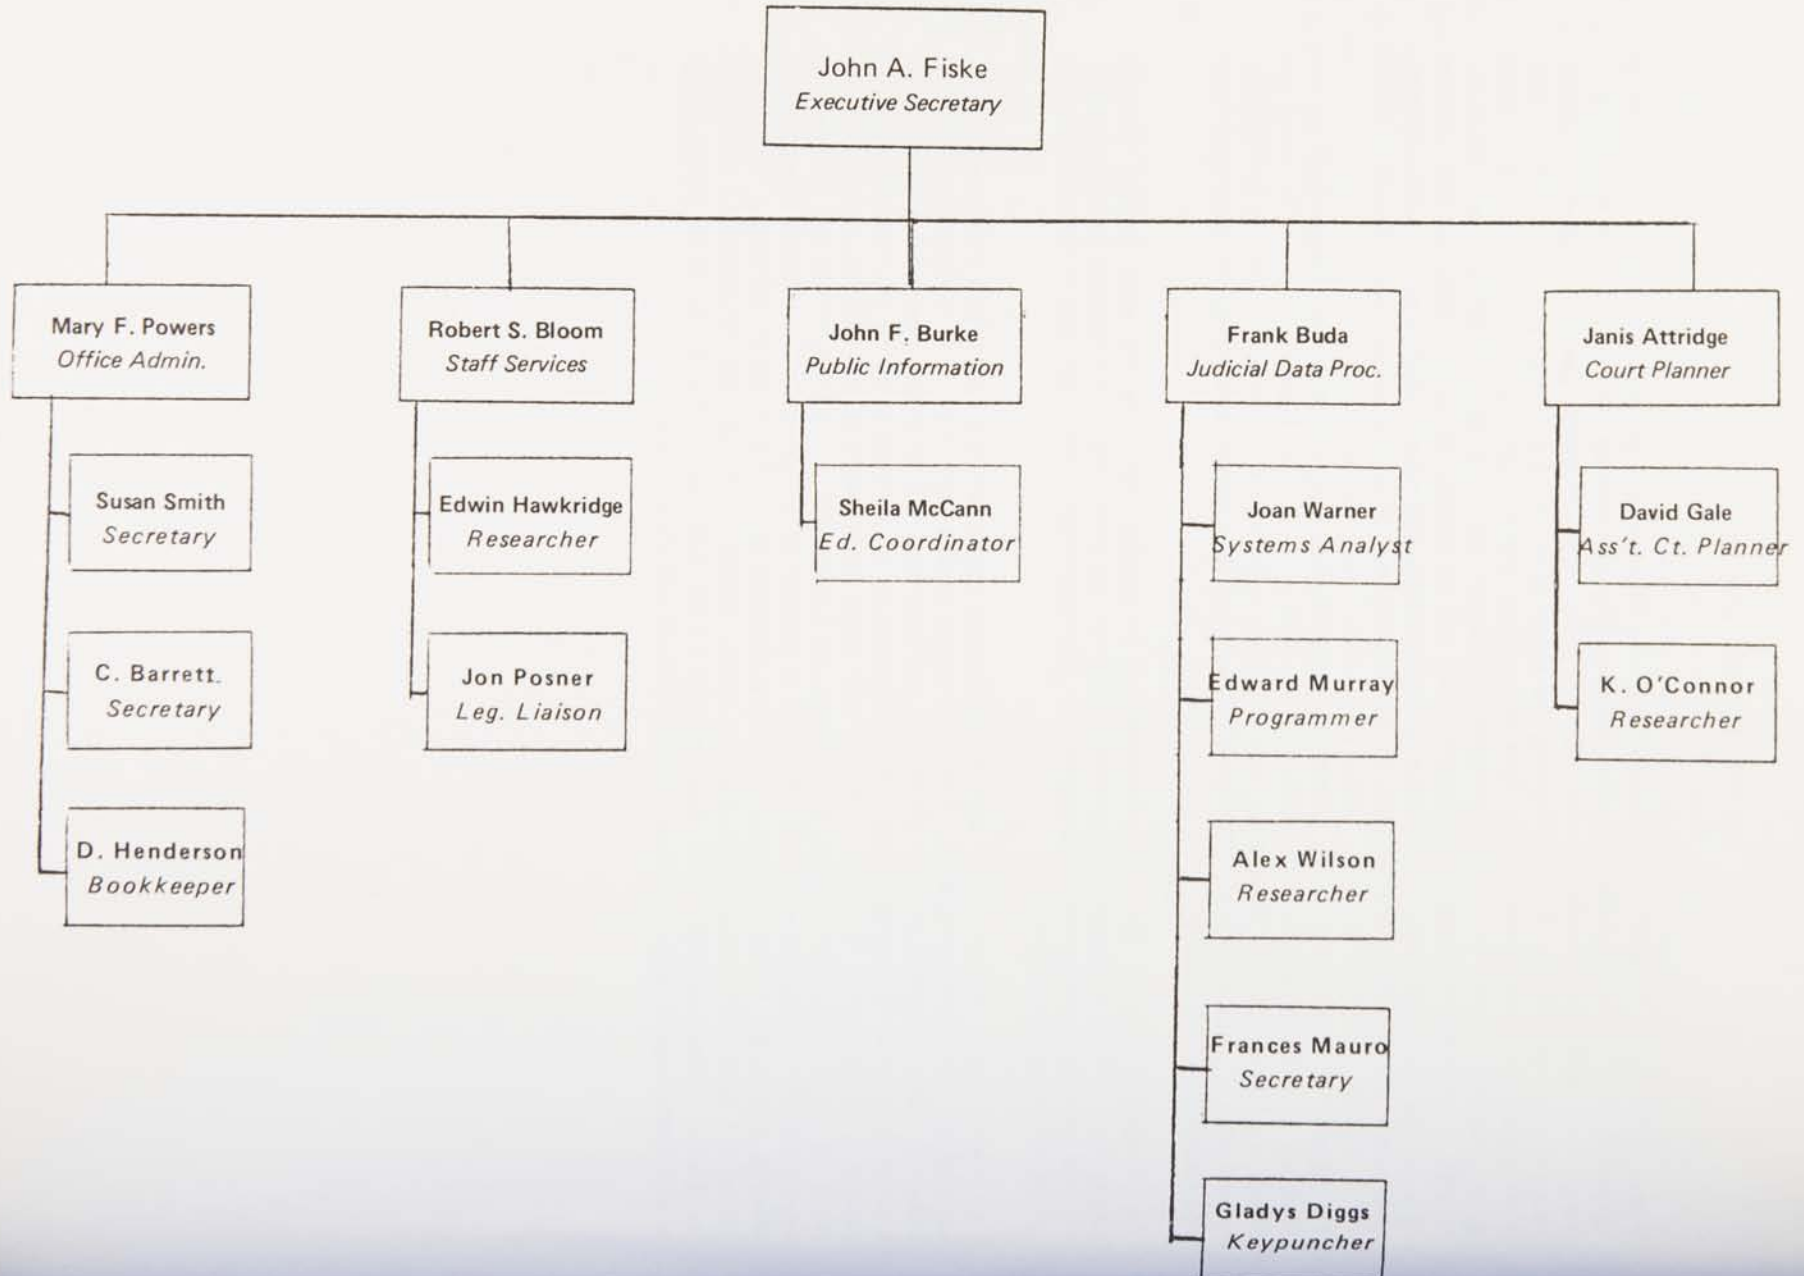 John A. Fiske
Executive Secretary
Mary F. Powers
Office Admin.
Susan Smith
Secretary
C. Barrett.
Secretary
D. Henderson
Bookkeeper
Robert S. Bloom
Staff Services
Edwin Hawkridge
Researcher
Jon Posner
Leg. Liaison
John F. Burke
Public Information
Sheila McCann
Ed. Coordinator
Frank Buda
Judicial Data Proc.
Joan Warner
Systems Analyst
Edward Murray
Programmer
Alex Wilson
Researcher
Frances Mauro
Secretary
Gladys Diggs
Keypuncher
Janis Attridge
Court Planner
David Gale
Ass't. Ct. Planner
K. O'Connor
Researcher